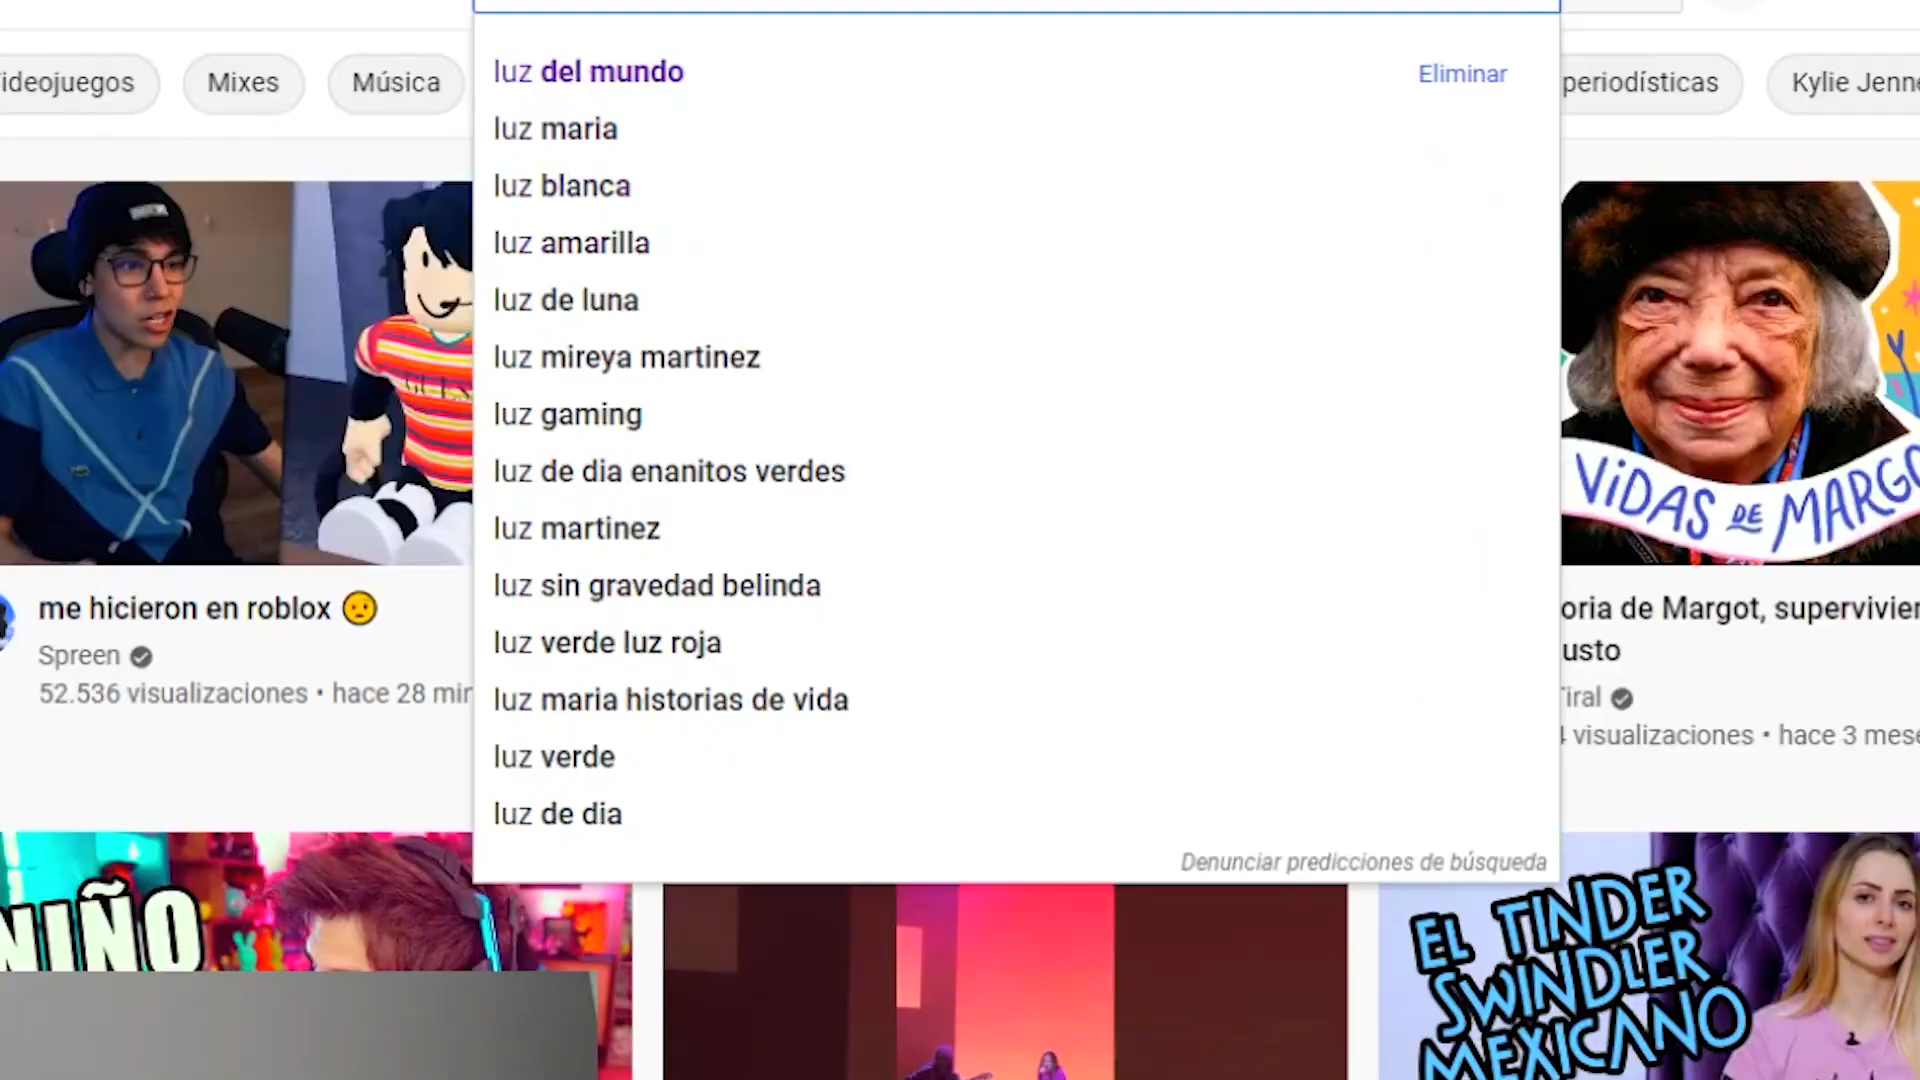 Videojuegos
Mixes
Música
periodísticas
Kylie Jenne
luz del mundo
Eliminar
luz maria
luz blanca
luz amarilla
luz de luna
luz mireya martinez
luz gaming
luz de dia enanitos verdes
luz martinez
luz sin gravedad belinda
luz verde luz roja
luz maria historias de vida
luz verde
luz de dia
Denunciar predicciones de búsqueda
me hicieron en roblox
Spreen
52.536 visualizaciones • hace 28 min
VIDAS DE MARGO
oria de Margot, supervivien
usto
iral
visualizaciones • hace 3 mese
NIÑO
EL TINDER
SWINDLER
MEXICANO